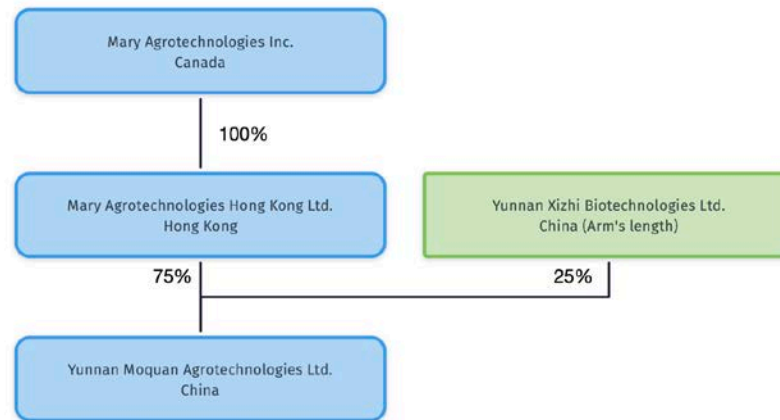 Mary Agrotechnologies Inc.
Canada
100%
Mary Agrotechnologies Hong Kong Ltd.
Hong Kong
Yunnan Xizhi Biotechnologies Ltd.
China (Arm's length)
75%
25%
Yunnan Moquan Agrotechnologies Ltd.
China